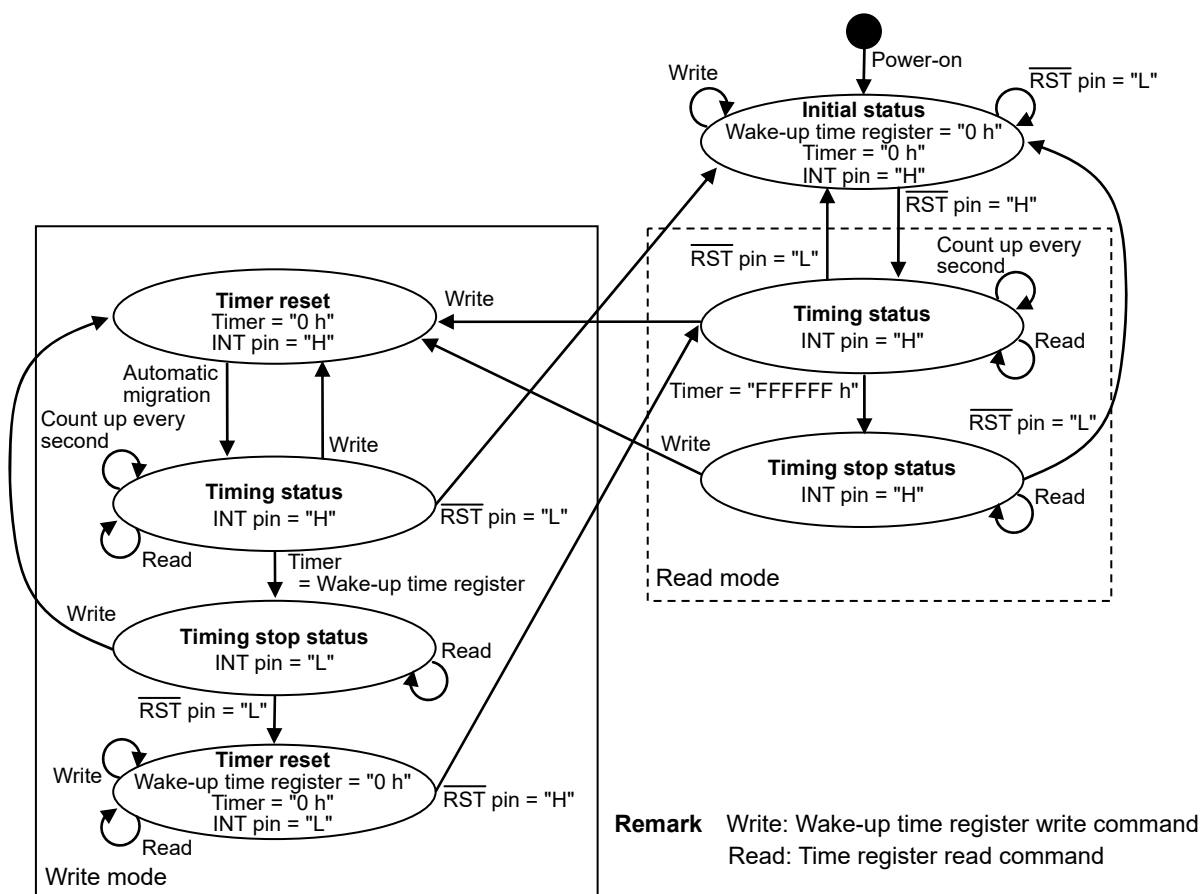 Power-on
Write
RST pin = "L"
Initial status
Wake-up time register = "0 h"
Timer = "0 h"
INT pin = "H"
RST pin = "H"
RST pin = "L"
Count up every
second
Timing status
INT pin = "H"
Read
Timer = "FFFFFF h"
RST pin = "L"
Write
Timing stop status
INT pin = "H"
Read
Read mode
Write
Timer reset
Timer = "0 h"
INT pin = "H"
Automatic
migration
Count up every
second
Write
Timing status
INT pin = "H"
RST pin = "L"
Read
Timer
= Wake-up time register
Write
Timing stop status
INT pin = "L"
Read
RST pin = "L"
Timer reset
Wake-up time register = "0 h"
Timer = "0 h"
INT pin = "L"
Write
RST pin = "H"
Read
Write mode
Remark Write: Wake-up time register write command
Read: Time register read command